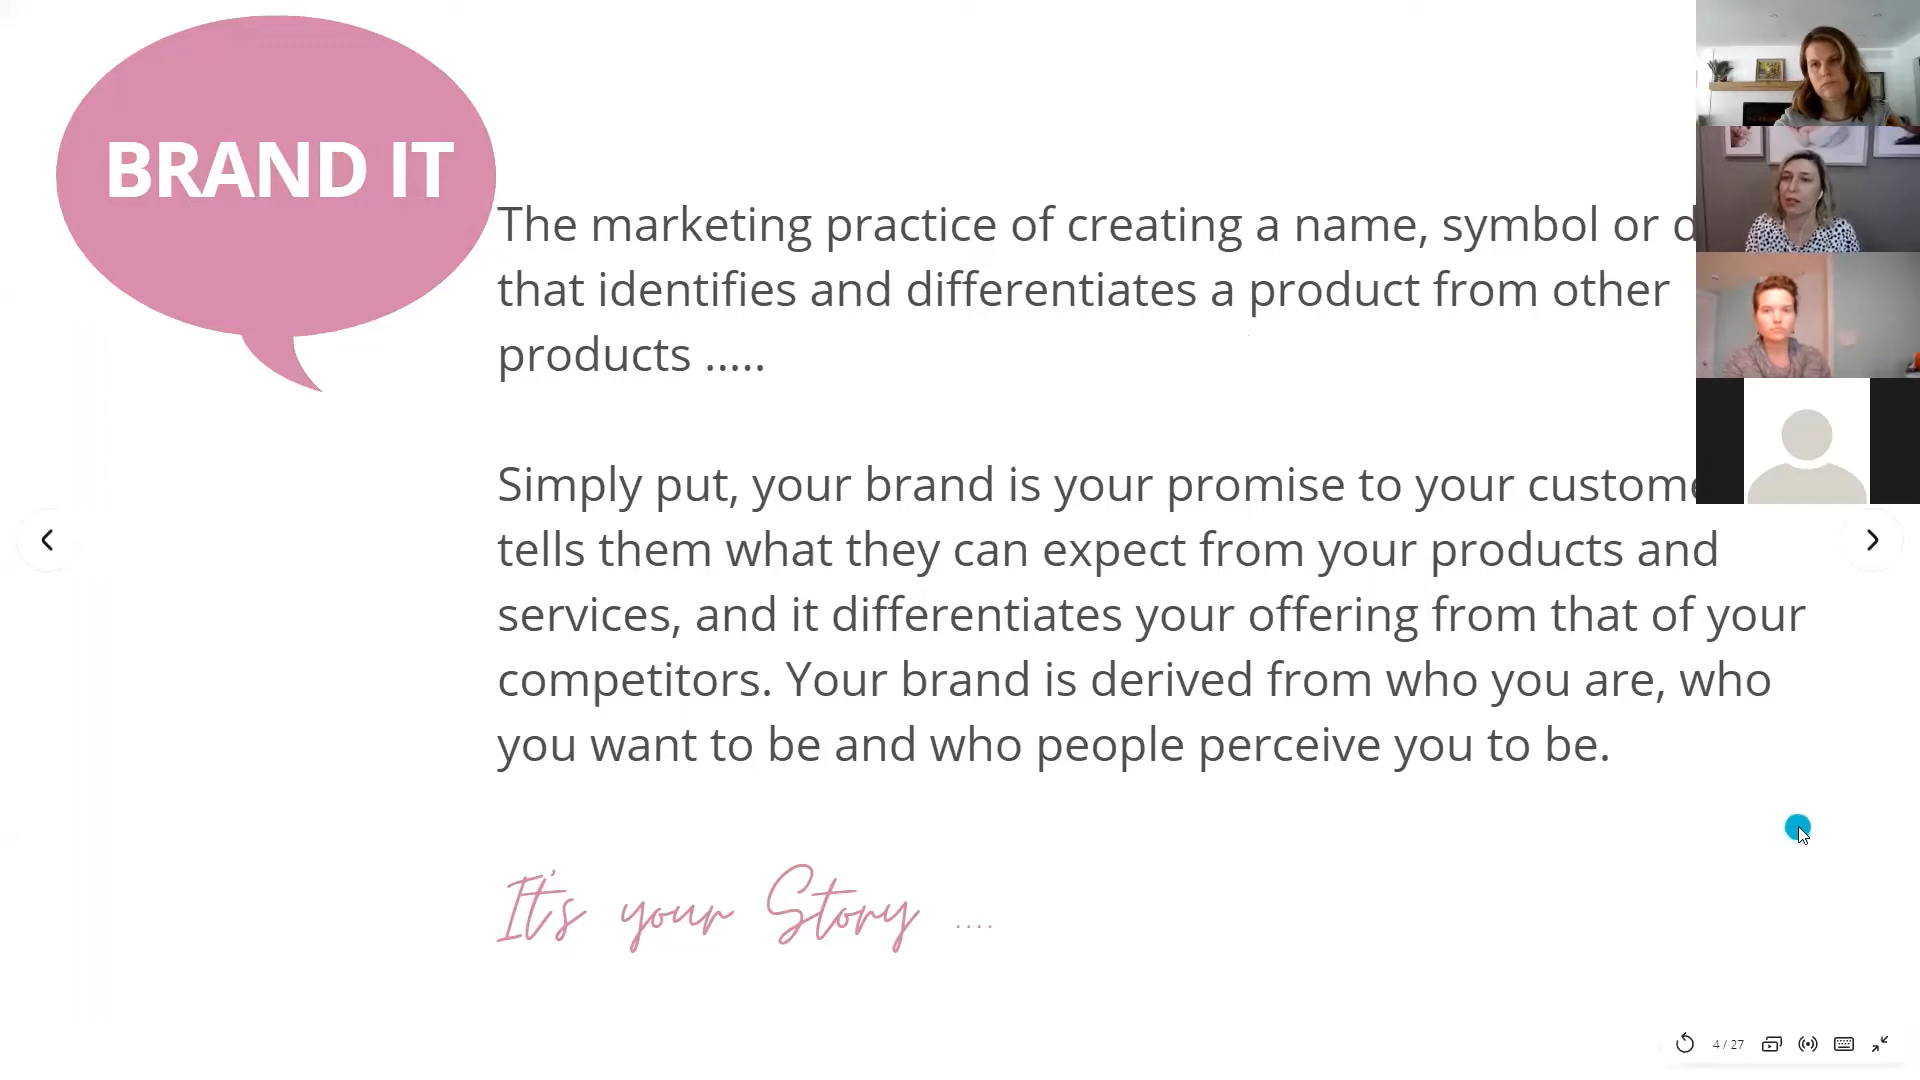 BRAND IT
The marketing practice of creating a name, symbol or
that identifies and differentiates a product from other
products .....
Simply put, your brand is your promise to your
tells them what they can expect from your products and
services, and it differentiates your offering from that of your
competitors. Your brand is derived from who you are, who
you want to be and who people perceive you to be.
It's your Story ....
4 / 27